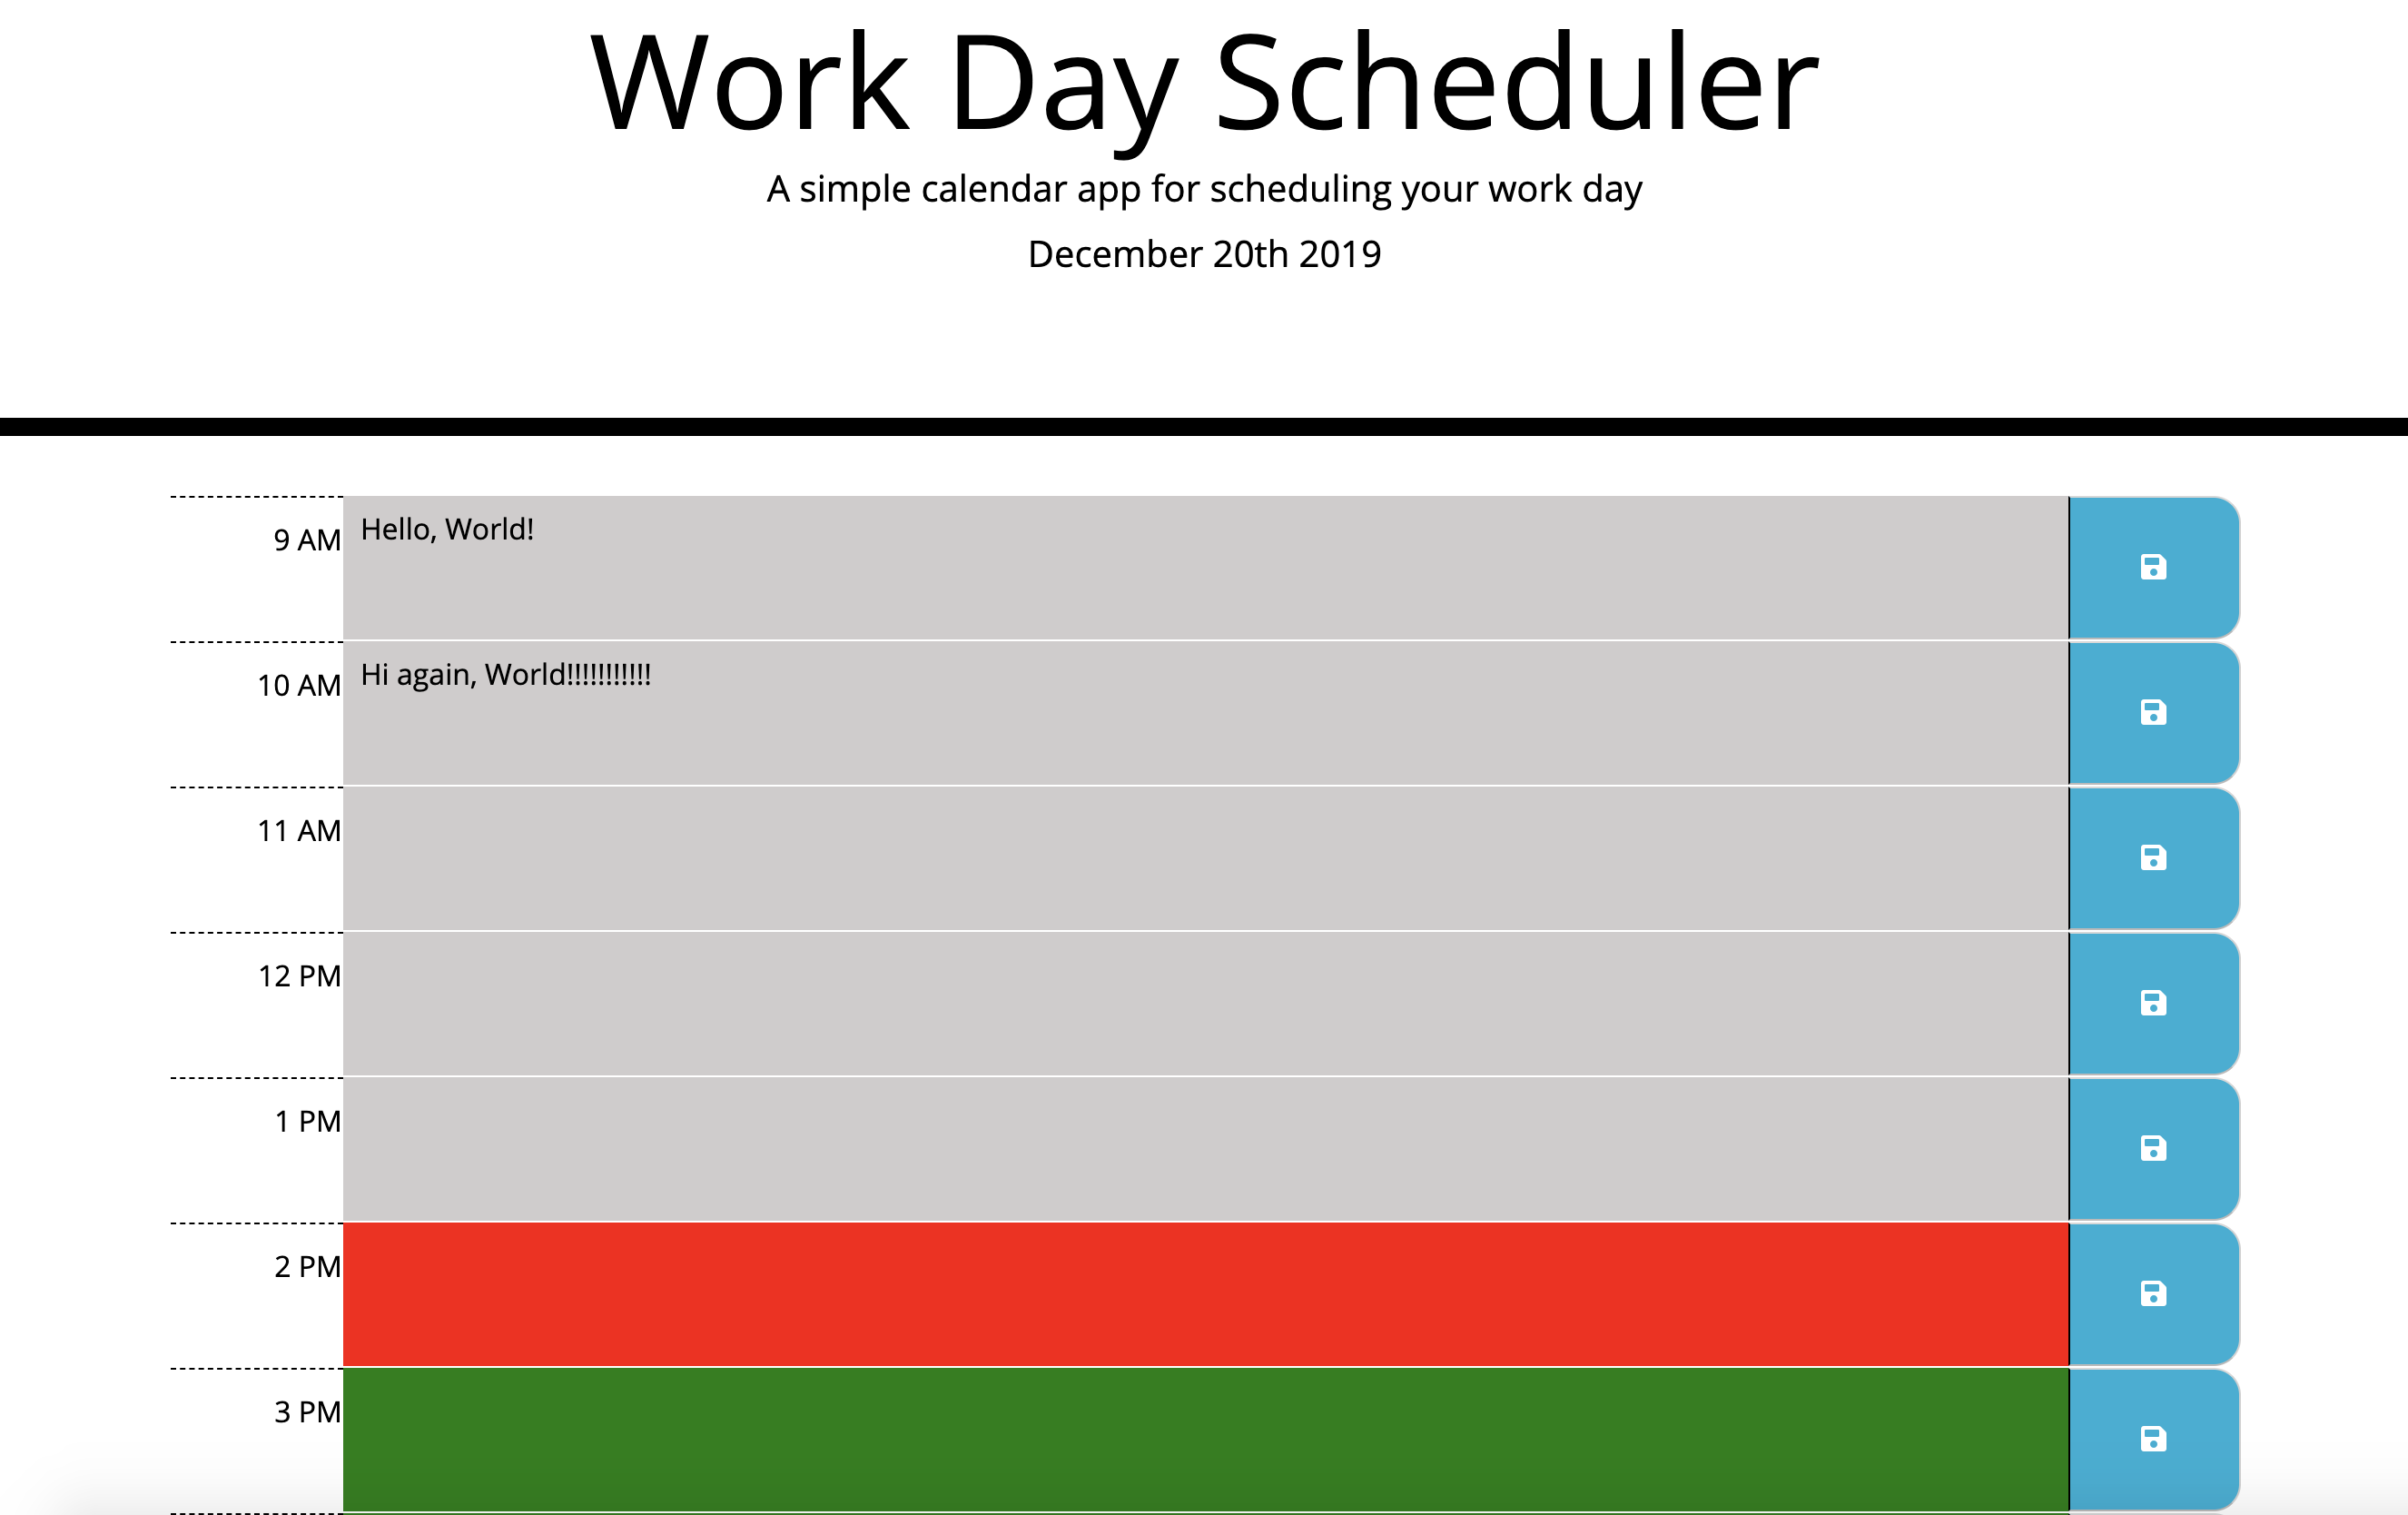 Work Day Scheduler
A simple calendar app for scheduling your work day
December 20th 2019
9 AM Hello, World!
10 AM Hi again, World!!!!!!!!!!!
11 AM
12 PM
1 PM
2 PM
3 PM